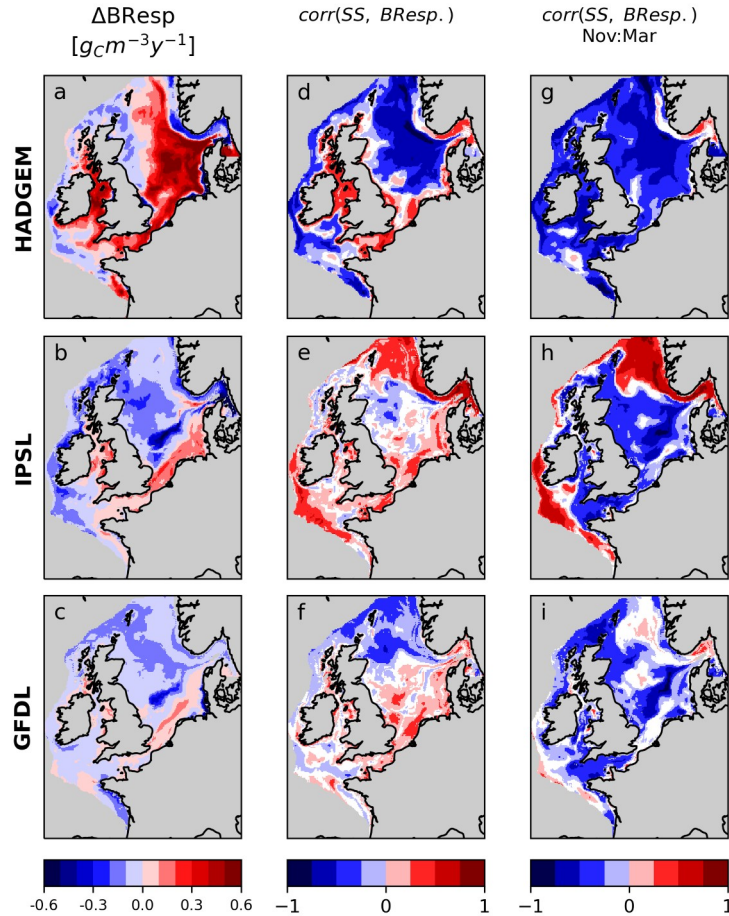 ΔBResp
[g_C m⁻³ y⁻¹]
corr(SS, BResp.)
corr(SS, BResp.)
Nov:Mar
HADGEM
a
d
g
IPSL
b
e
h
GFDL
c
f
i
-0.6 -0.3 0.0 0.3 0.6
−1 0 1
−1 0 1